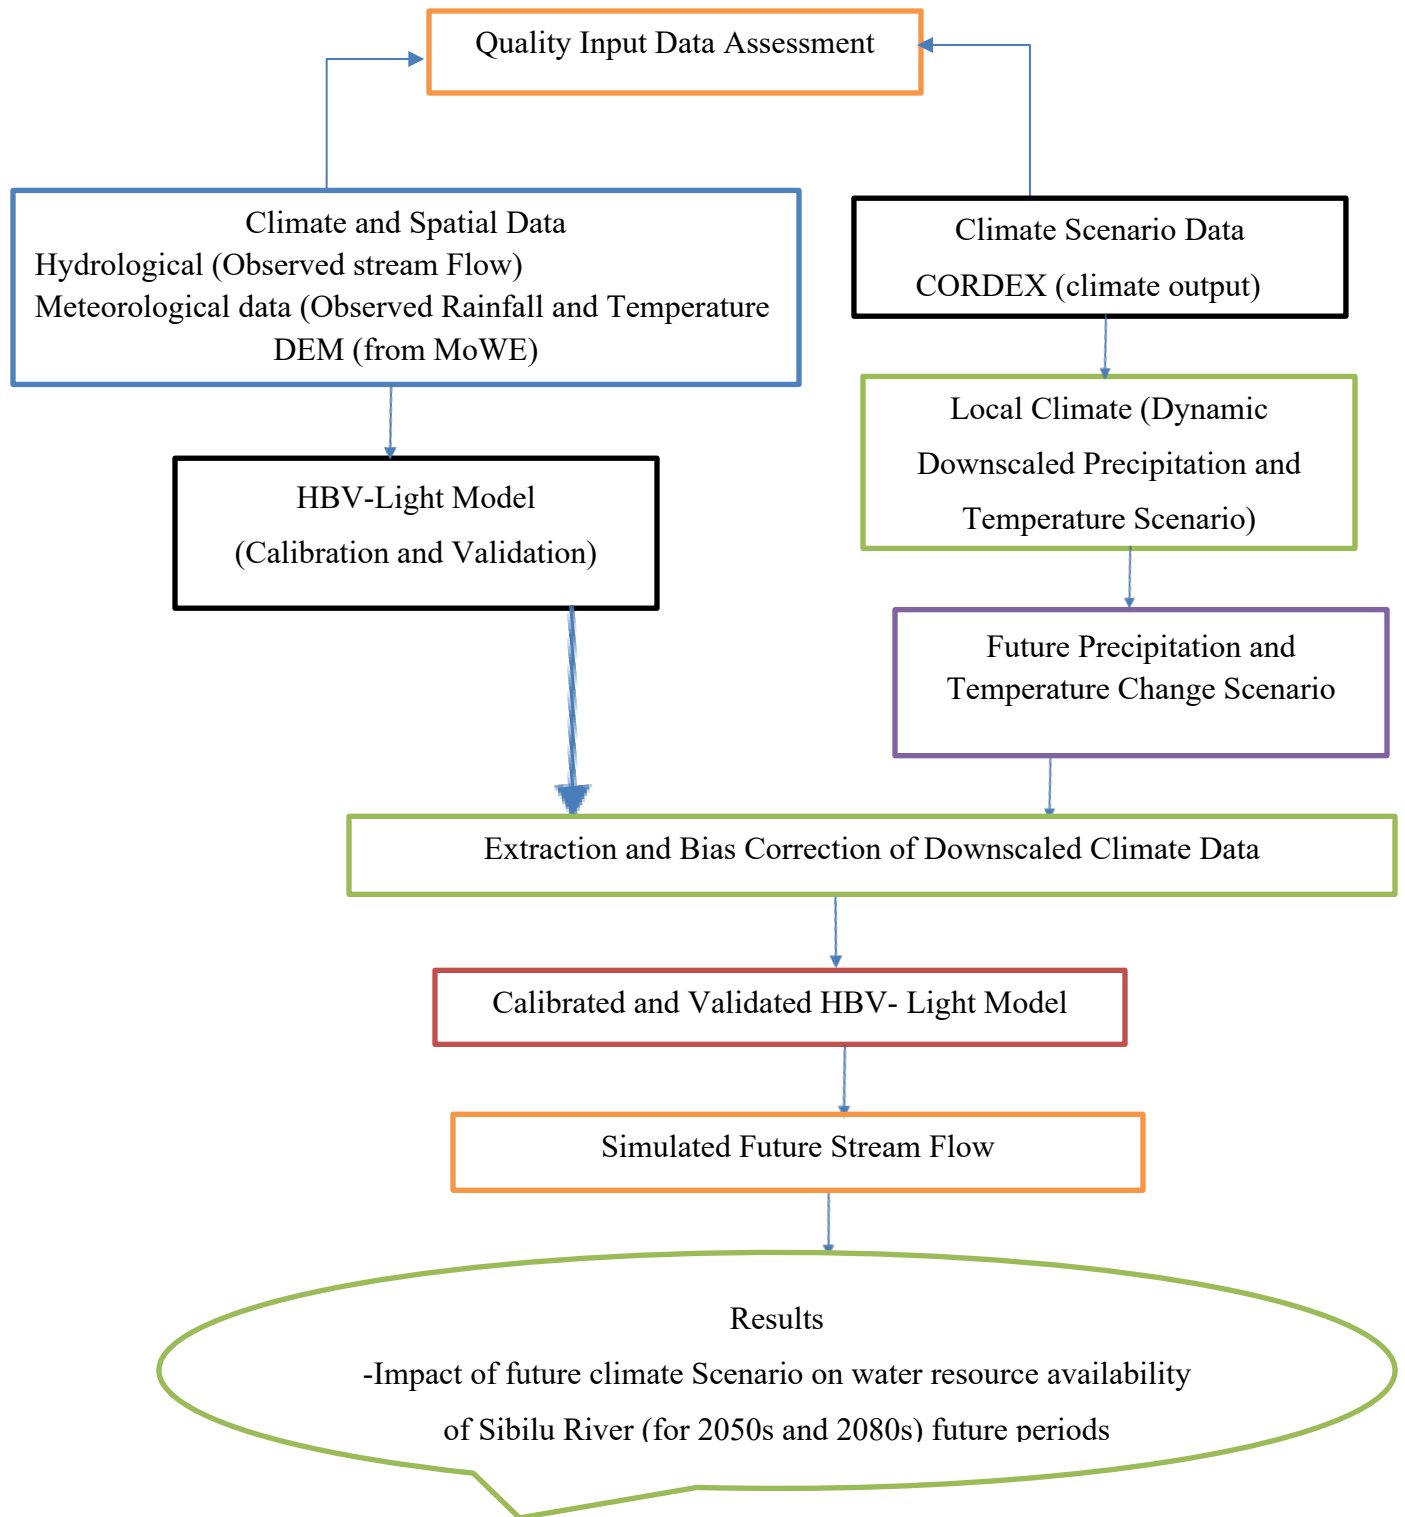 Quality Input Data Assessment
Climate and Spatial Data
Hydrological (Observed stream Flow)
Meteorological data (Observed Rainfall and Temperature
DEM (from MoWE)
Climate Scenario Data
CORDEX (climate output)
Local Climate (Dynamic
Downscaled Precipitation and
Temperature Scenario)
HBV-Light Model
(Calibration and Validation)
Future Precipitation and
Temperature Change Scenario
Extraction and Bias Correction of Downscaled Climate Data
Calibrated and Validated HBV- Light Model
Simulated Future Stream Flow
Results
-Impact of future climate Scenario on water resource availability
of Sibilu River (for 2050s and 2080s) future periods